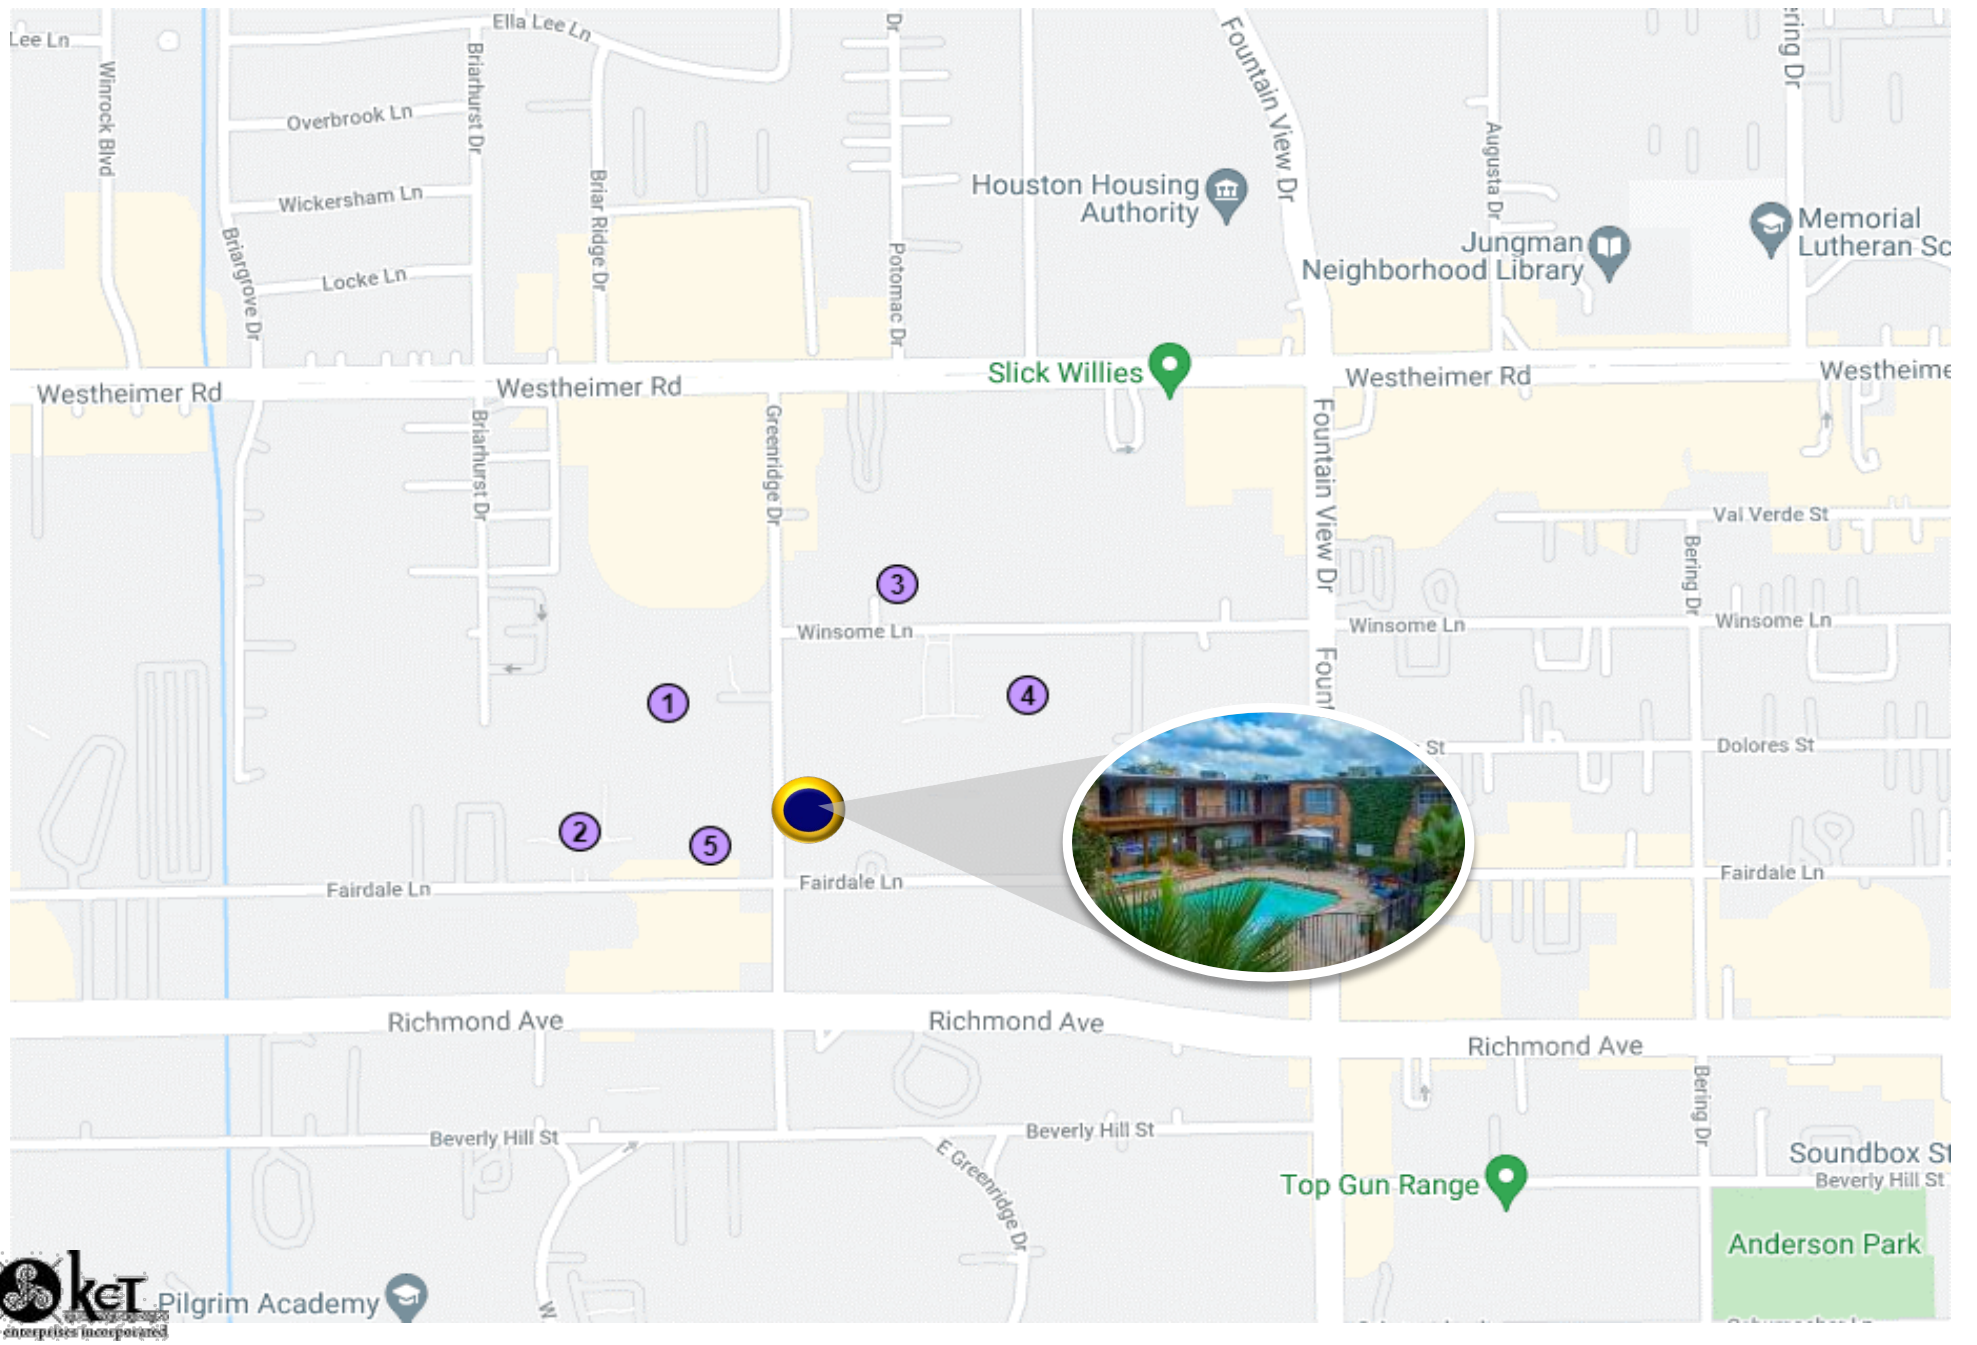 Lee Ln
Ella Lee Ln
Dr
Fountain View Dr
ering Dr
Winrock Blvd
Briarhurst Dr
Overbrook Ln
Augusta Dr
Briar Ridge Dr
Houston Housing
Authority
Wickersham Ln
Memorial
Lutheran Sc
Jungman
Neighborhood Library
Briargrove Dr
Locke Ln
Potomac Dr
Slick Willies
Westheimer Rd
Westheimer Rd
Westheimer Rd
Westheime
Briarhurst Dr
Greenridge Dr
Fountain View Dr
Val Verde St
Bering Dr
3
Winsome Ln
Winsome Ln
Winsome Ln
Fount
1
4
St
Dolores St
2
5
Fairdale Ln
Fairdale Ln
Fairdale Ln
Richmond Ave
Richmond Ave
Richmond Ave
Bering Dr
Beverly Hill St
Beverly Hill St
E Greenridge Dr
Soundbox St
Beverly Hill St
Top Gun Range
Anderson Park
W
KET
enterprises incorporated
Pilgrim Academy